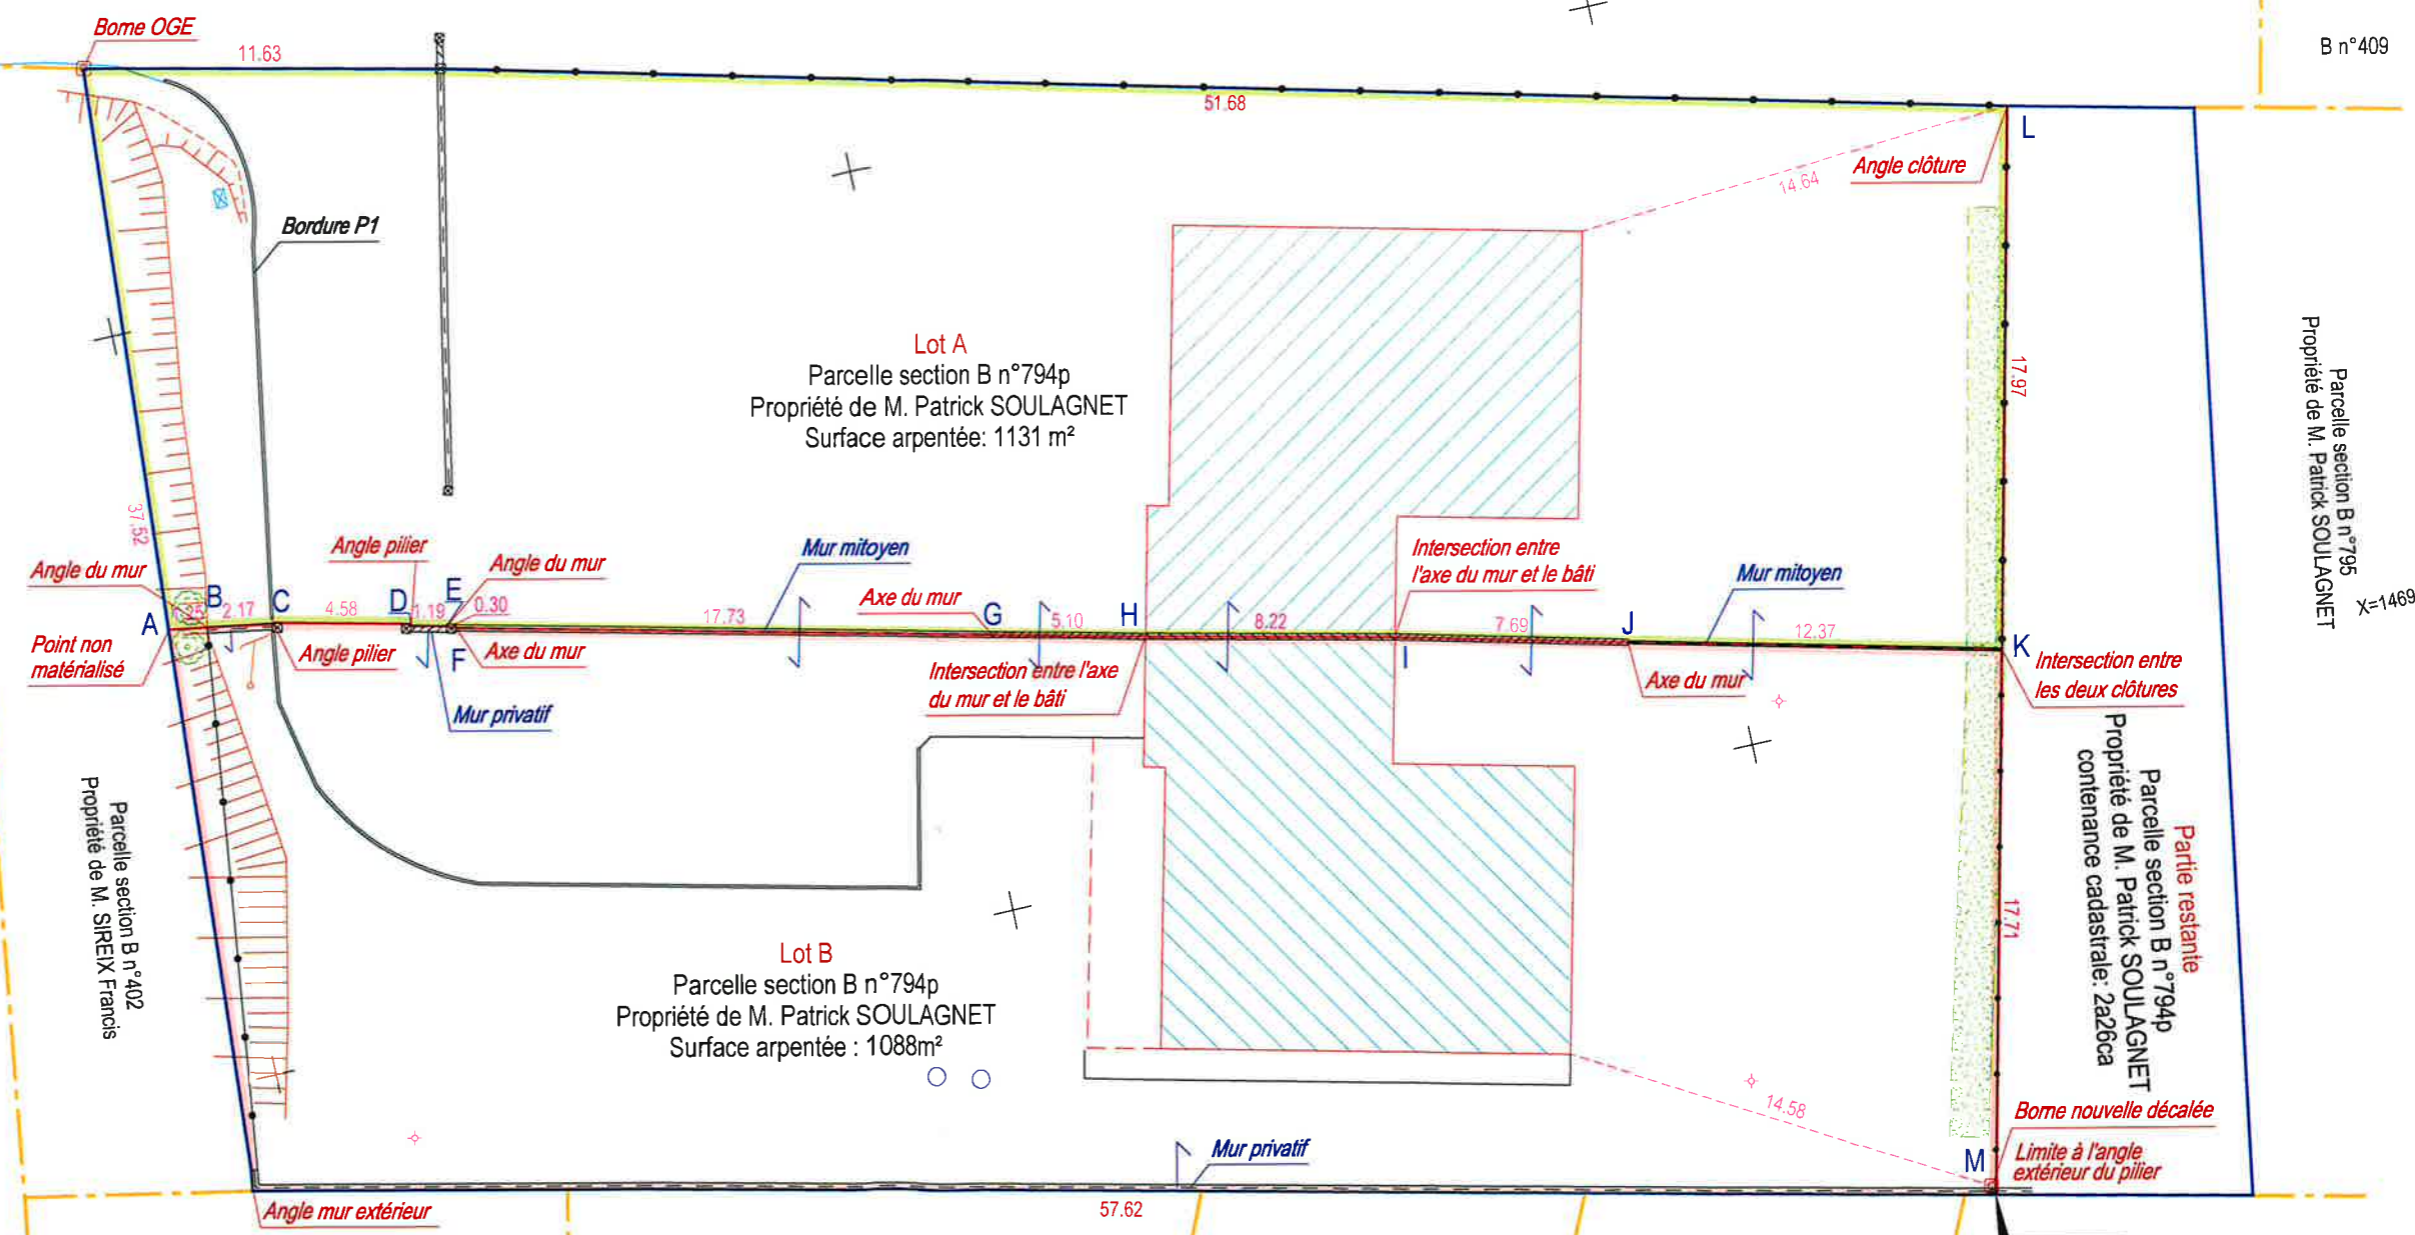 Borne OGE
11.63
B n°409
51.68
L
Angle clôture
14.64
Bordure P1
Lot A
Parcelle section B n°794p
Propriété de M. Patrick SOULAGNET
Surface arpentée: 1131 m²
17.97
Parcelle section B n°795
Propriété de M. Patrick SOULAGNET
X=1469
37.52
Angle du mur
Angle pilier
Angle du mur
Mur mitoyen
Axe du mur
Intersection entre
l'axe du mur et le bâti
Mur mitoyen
A
B
2.17
C
4.58
D
1.19
E
0.30
17.73
G
5.10
H
8.22
7.69
J
12.37
K
Point non
matérialisé
Angle pilier
F
Axe du mur
Mur privatif
Intersection entre l'axe
du mur et le bâti
I
Axe du mur
Intersection entre
les deux clôtures
Parcelle section B n°402
Propriété de M. SIREIX Francis
Partie restante
Parcelle section B n°794p
Propriété de M. Patrick SOULAGNET
contenance cadastrale: 2a26ca
17.71
Lot B
Parcelle section B n°794p
Propriété de M. Patrick SOULAGNET
Surface arpentée : 1088m²
14.58
Borne nouvelle décalée
M
Limite à l'angle
extérieur du pilier
Mur privatif
Angle mur extérieur
57.62